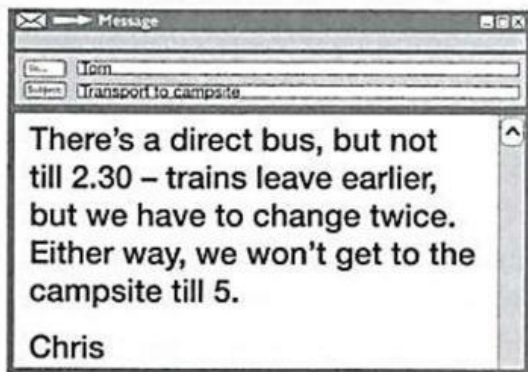 Message
To...
Tom
Subject:
Transport to campsite
There's a direct bus, but not
till 2.30 – trains leave earlier,
but we have to change twice.
Either way, we won't get to the
campsite till 5.
Chris